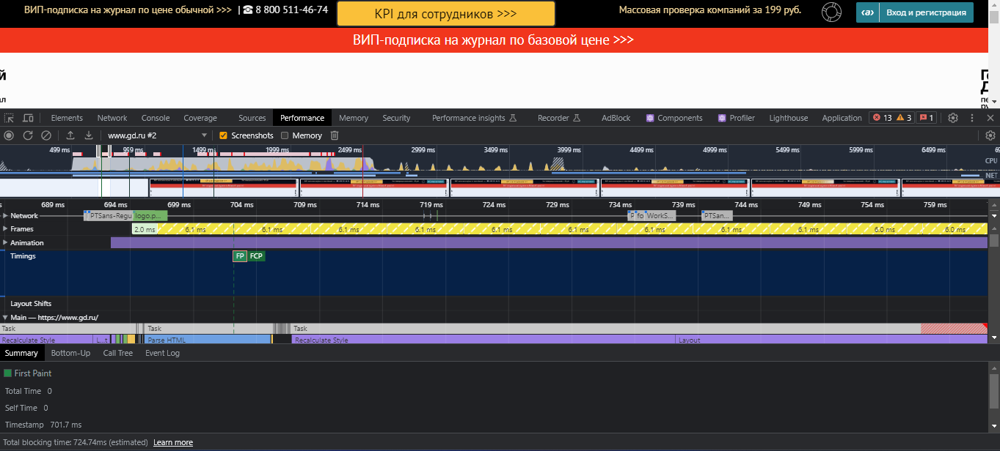 ВИП-подписка на журнал по цене обычной >>> | ☎ 8 800 511-46-74 KPI для сотрудников >>> Массовая проверка компаний за 199 руб. Вход и регистрация
ВИП-подписка на журнал по базовой цене >>>
Elements Network Console Coverage Sources Performance Memory Security Performance insights Recorder AdBlock Components Profiler Lighthouse Application 13 3 1
www.gd.ru #2 Screenshots Memory
499 ms 999 ms 1499 ms 1999 ms 2499 ms 2999 ms 3499 ms 3999 ms 4499 ms 4999 ms 5499 ms 5999 ms 6499 ms
CPU
NET
689 ms 694 ms 699 ms 704 ms 709 ms 714 ms 719 ms 724 ms 729 ms 734 ms 739 ms 744 ms 749 ms 754 ms 759 ms
Network PTSans-Regu logo.p... P fo WorkS... PTSan...
Frames 2.0 ms 6.1 ms 6.1 ms 6.1 ms 6.1 ms 6.1 ms 6.1 ms 6.1 ms 6.1 ms 6.1 ms 6.0 ms 6.0 ms
Animation
Timings FP FCP
Layout Shifts
Main — https://www.gd.ru/
Task Task Task
Recalculate Style L...t Parse HTML Recalculate Style Layout
Summary Bottom-Up Call Tree Event Log
First Paint
Total Time 0
Self Time 0
Timestamp 701.7 ms
Total blocking time: 724.74ms (estimated) Learn more